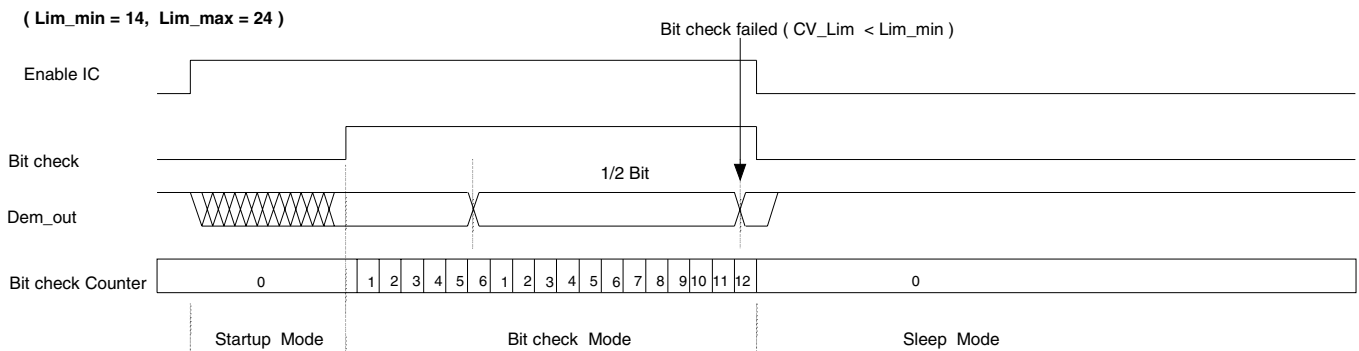 ( Lim_min = 14, Lim_max = 24 )
Bit check failed ( CV_Lim < Lim_min )
Enable IC
Bit check
1/2 Bit
Dem_out
Bit check Counter 0 1 2 3 4 5 6 1 2 3 4 5 6 7 8 9 10 11 12 0
Startup Mode Bit check Mode Sleep Mode